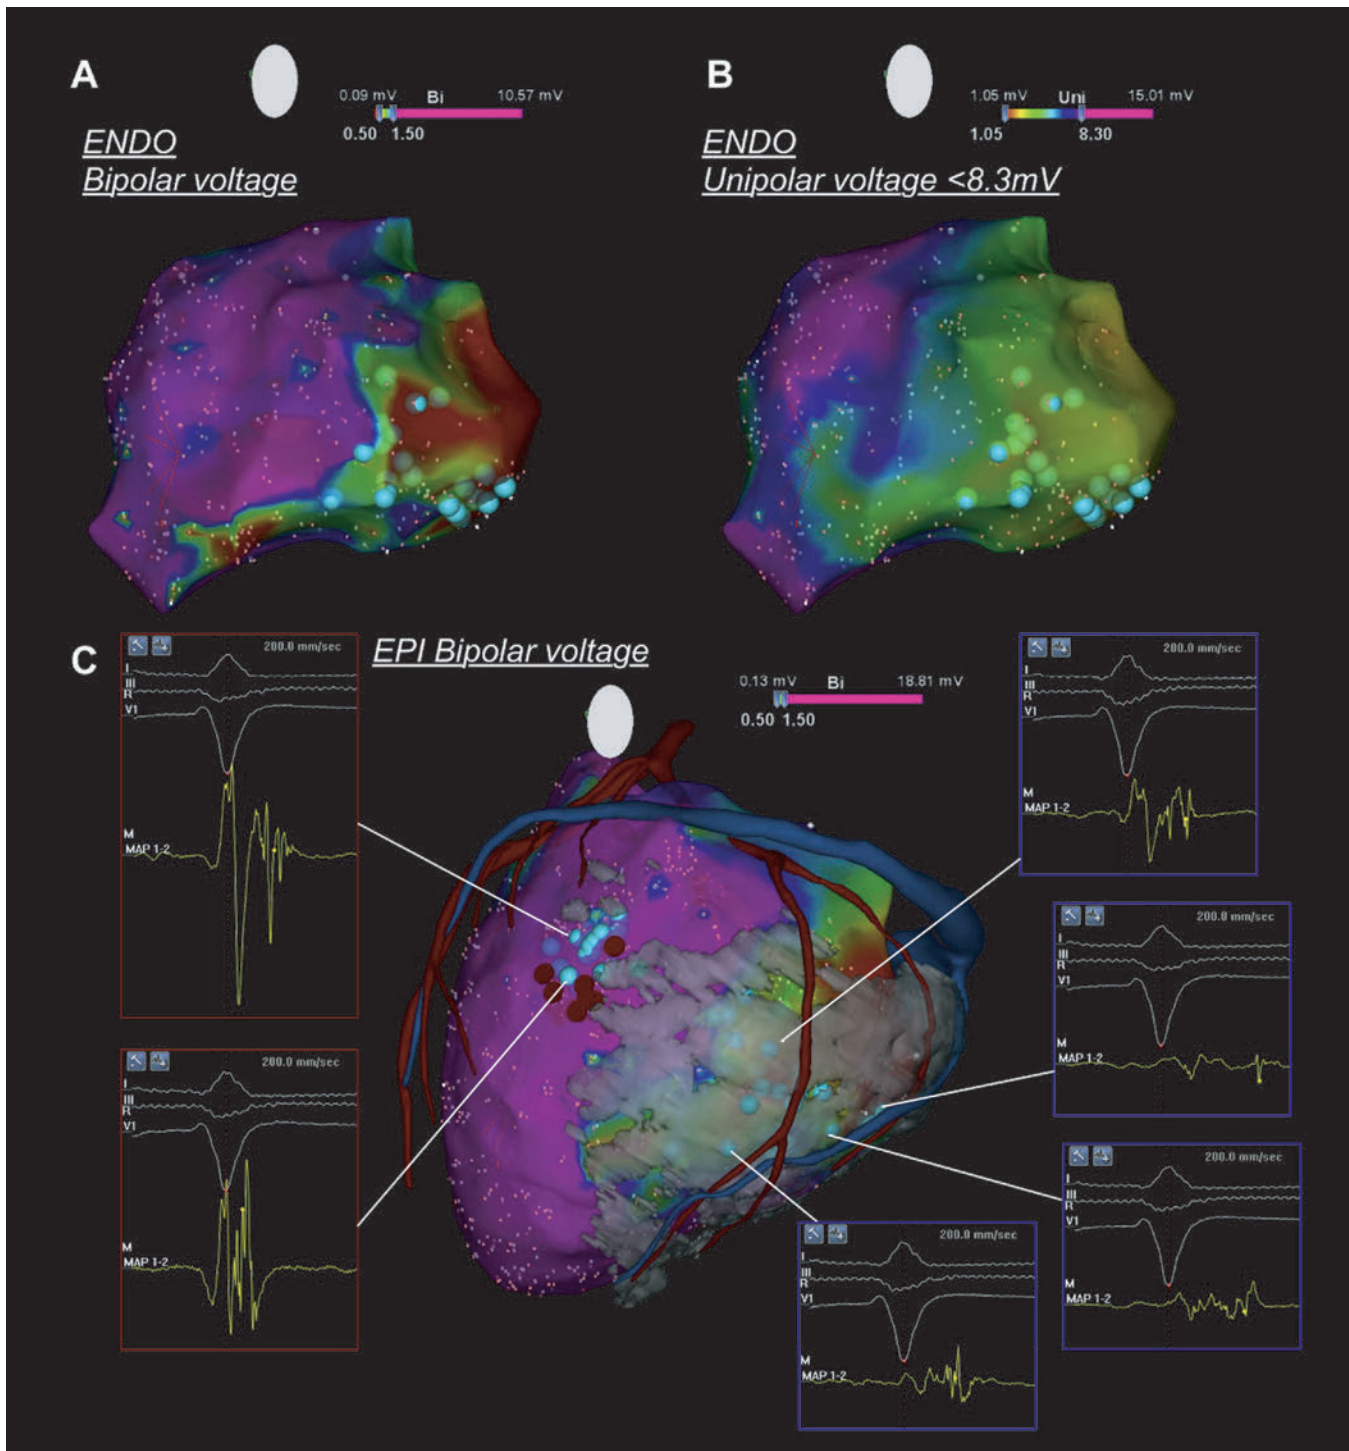 A
0.09 mV Bi 10.57 mV
0.50 1.50
ENDO
Bipolar voltage
B
1.05 mV Uni 15.01 mV
1.05 8.30
ENDO
Unipolar voltage <8.3mV
C
EPI Bipolar voltage
0.13 mV Bi 18.81 mV
0.50 1.50
200.0 mm/sec
I
III
R
V1
M
MAP 1-2
200.0 mm/sec
I
III
R
V1
M
MAP 1-2
200.0 mm/sec
I
III
R
V1
M
MAP 1-2
200.0 mm/sec
I
III
R
V1
M
MAP 1-2
200.0 mm/sec
I
III
R
V1
M
MAP 1-2
200.0 mm/sec
I
III
R
V1
M
MAP 1-2